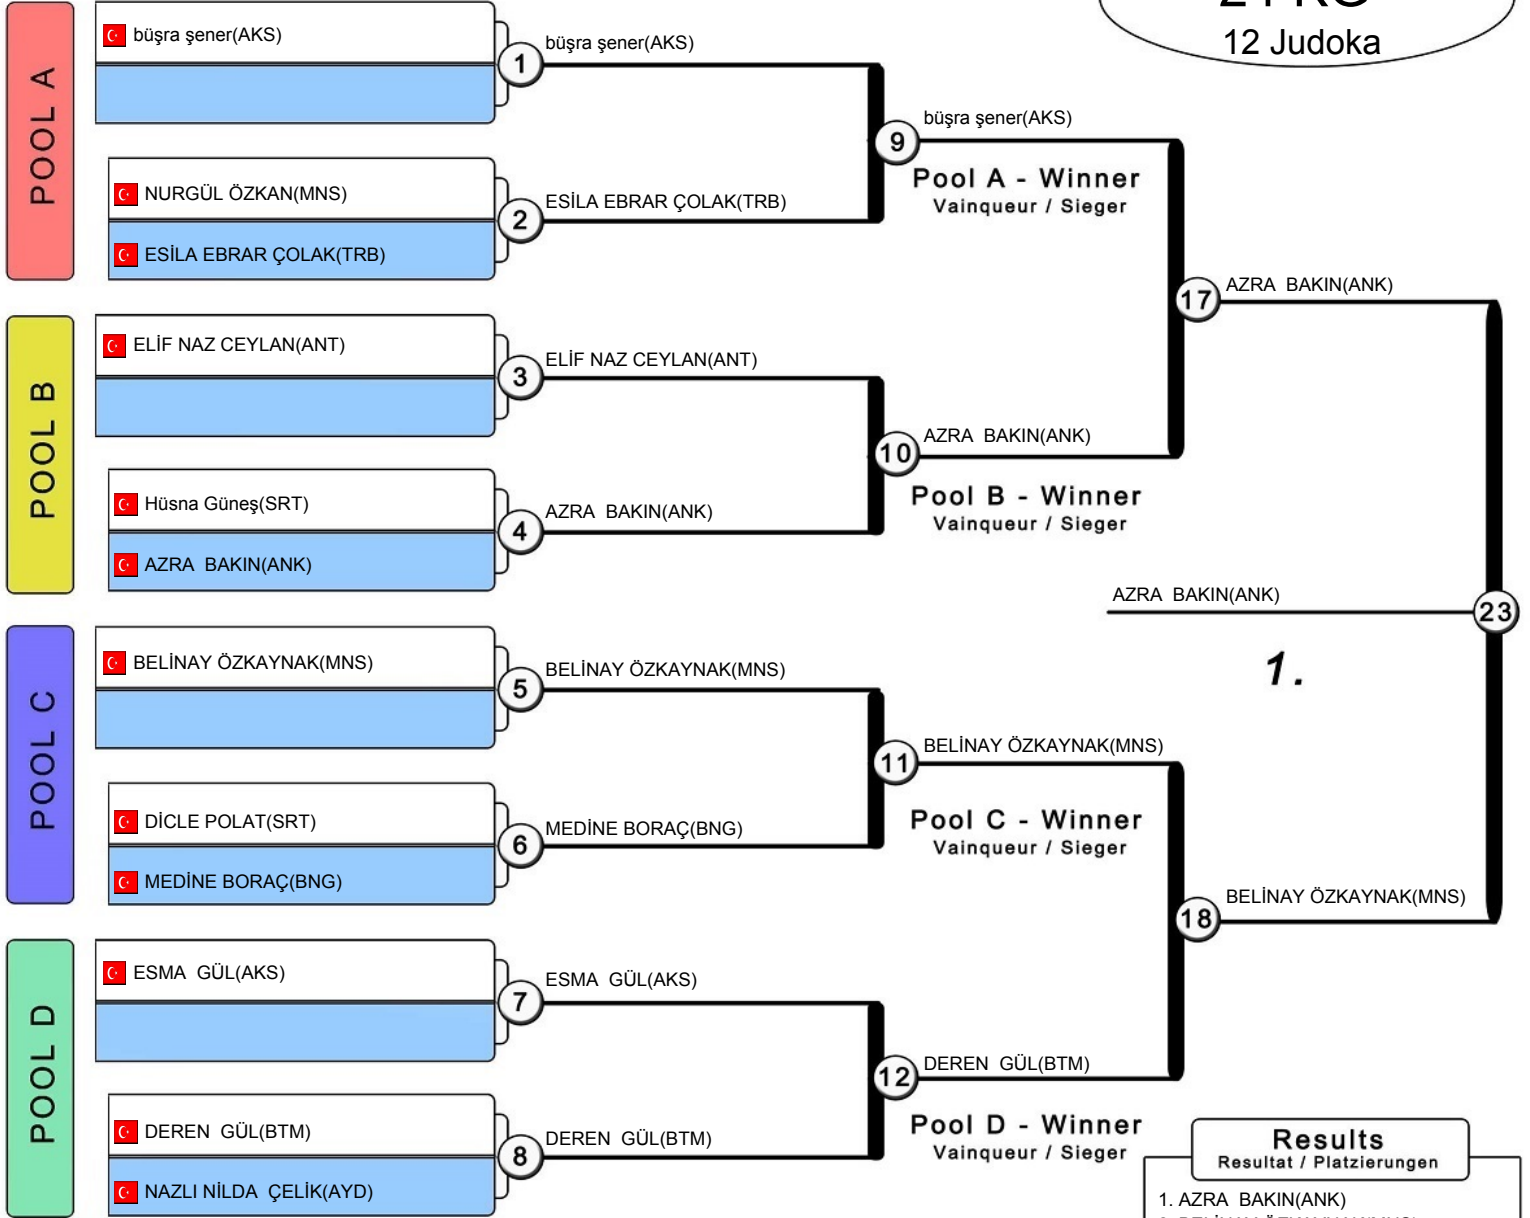 24 KG
12 Judoka
POOL A
büşra şener(AKS)
1
büşra şener(AKS)
NURGÜL ÖZKAN(MNS)
ESİLA EBRAR ÇOLAK(TRB)
2
ESİLA EBRAR ÇOLAK(TRB)
9
büşra şener(AKS)
Pool A - Winner
Vainqueur / Sieger
POOL B
ELİF NAZ CEYLAN(ANT)
3
ELİF NAZ CEYLAN(ANT)
Hüsna Güneş(SRT)
AZRA BAKIN(ANK)
4
AZRA BAKIN(ANK)
10
AZRA BAKIN(ANK)
Pool B - Winner
Vainqueur / Sieger
17
AZRA BAKIN(ANK)
POOL C
BELİNAY ÖZKAYNAK(MNS)
5
BELİNAY ÖZKAYNAK(MNS)
DİCLE POLAT(SRT)
MEDİNE BORAÇ(BNG)
6
MEDİNE BORAÇ(BNG)
11
BELİNAY ÖZKAYNAK(MNS)
Pool C - Winner
Vainqueur / Sieger
POOL D
ESMA GÜL(AKS)
7
ESMA GÜL(AKS)
DEREN GÜL(BTM)
NAZLI NİLDA ÇELİK(AYD)
8
DEREN GÜL(BTM)
12
DEREN GÜL(BTM)
Pool D - Winner
Vainqueur / Sieger
18
BELİNAY ÖZKAYNAK(MNS)
AZRA BAKIN(ANK)
23
1.
Results
Resultat / Platzierungen
1. AZRA BAKIN(ANK)